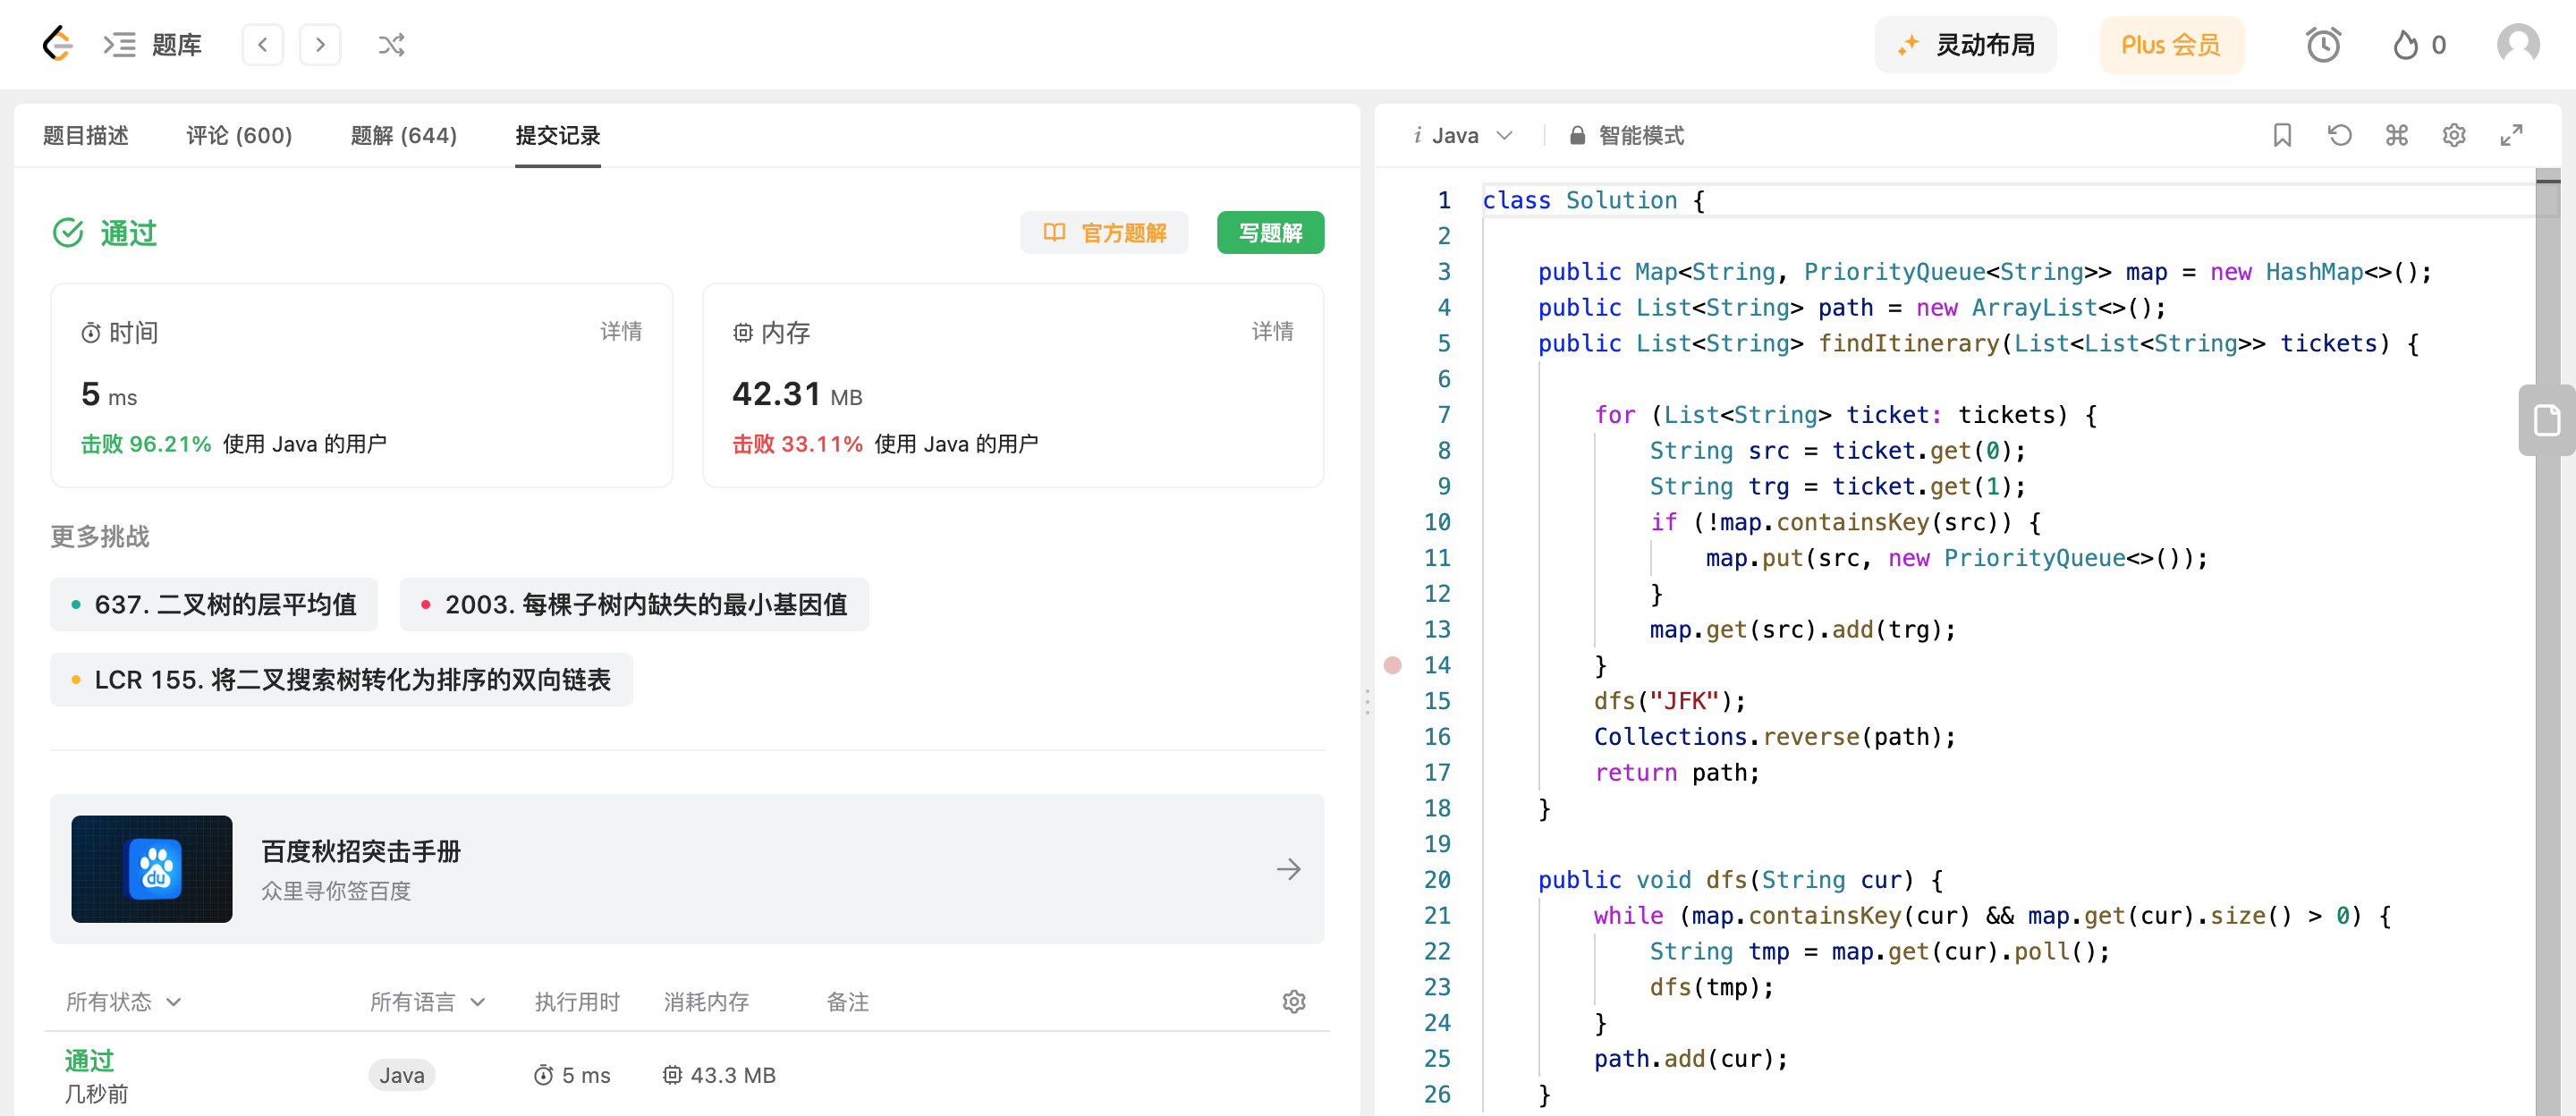 题库
灵动布局
Plus 会员
0
题目描述
评论 (600)
题解 (644)
提交记录
通过
官方题解
写题解
时间
详情
5 ms
击败 96.21% 使用 Java 的用户
内存
详情
42.31 MB
击败 33.11% 使用 Java 的用户
更多挑战
637. 二叉树的层平均值
2003. 每棵子树内缺失的最小基因值
LCR 155. 将二叉搜索树转化为排序的双向链表
du
百度秋招突击手册
众里寻你签百度
所有状态
所有语言
执行用时
消耗内存
备注
通过
几秒前
Java
5 ms
43.3 MB
i Java
智能模式
1 class Solution {
2
3     public Map<String, PriorityQueue<String>> map = new HashMap<>();
4     public List<String> path = new ArrayList<>();
5     public List<String> findItinerary(List<List<String>> tickets) {
6
7         for (List<String> ticket: tickets) {
8             String src = ticket.get(0);
9             String trg = ticket.get(1);
10             if (!map.containsKey(src)) {
11                 map.put(src, new PriorityQueue<>());
12             }
13             map.get(src).add(trg);
14         }
15         dfs("JFK");
16         Collections.reverse(path);
17         return path;
18     }
19
20     public void dfs(String cur) {
21         while (map.containsKey(cur) && map.get(cur).size() > 0) {
22             String tmp = map.get(cur).poll();
23             dfs(tmp);
24         }
25         path.add(cur);
26     }